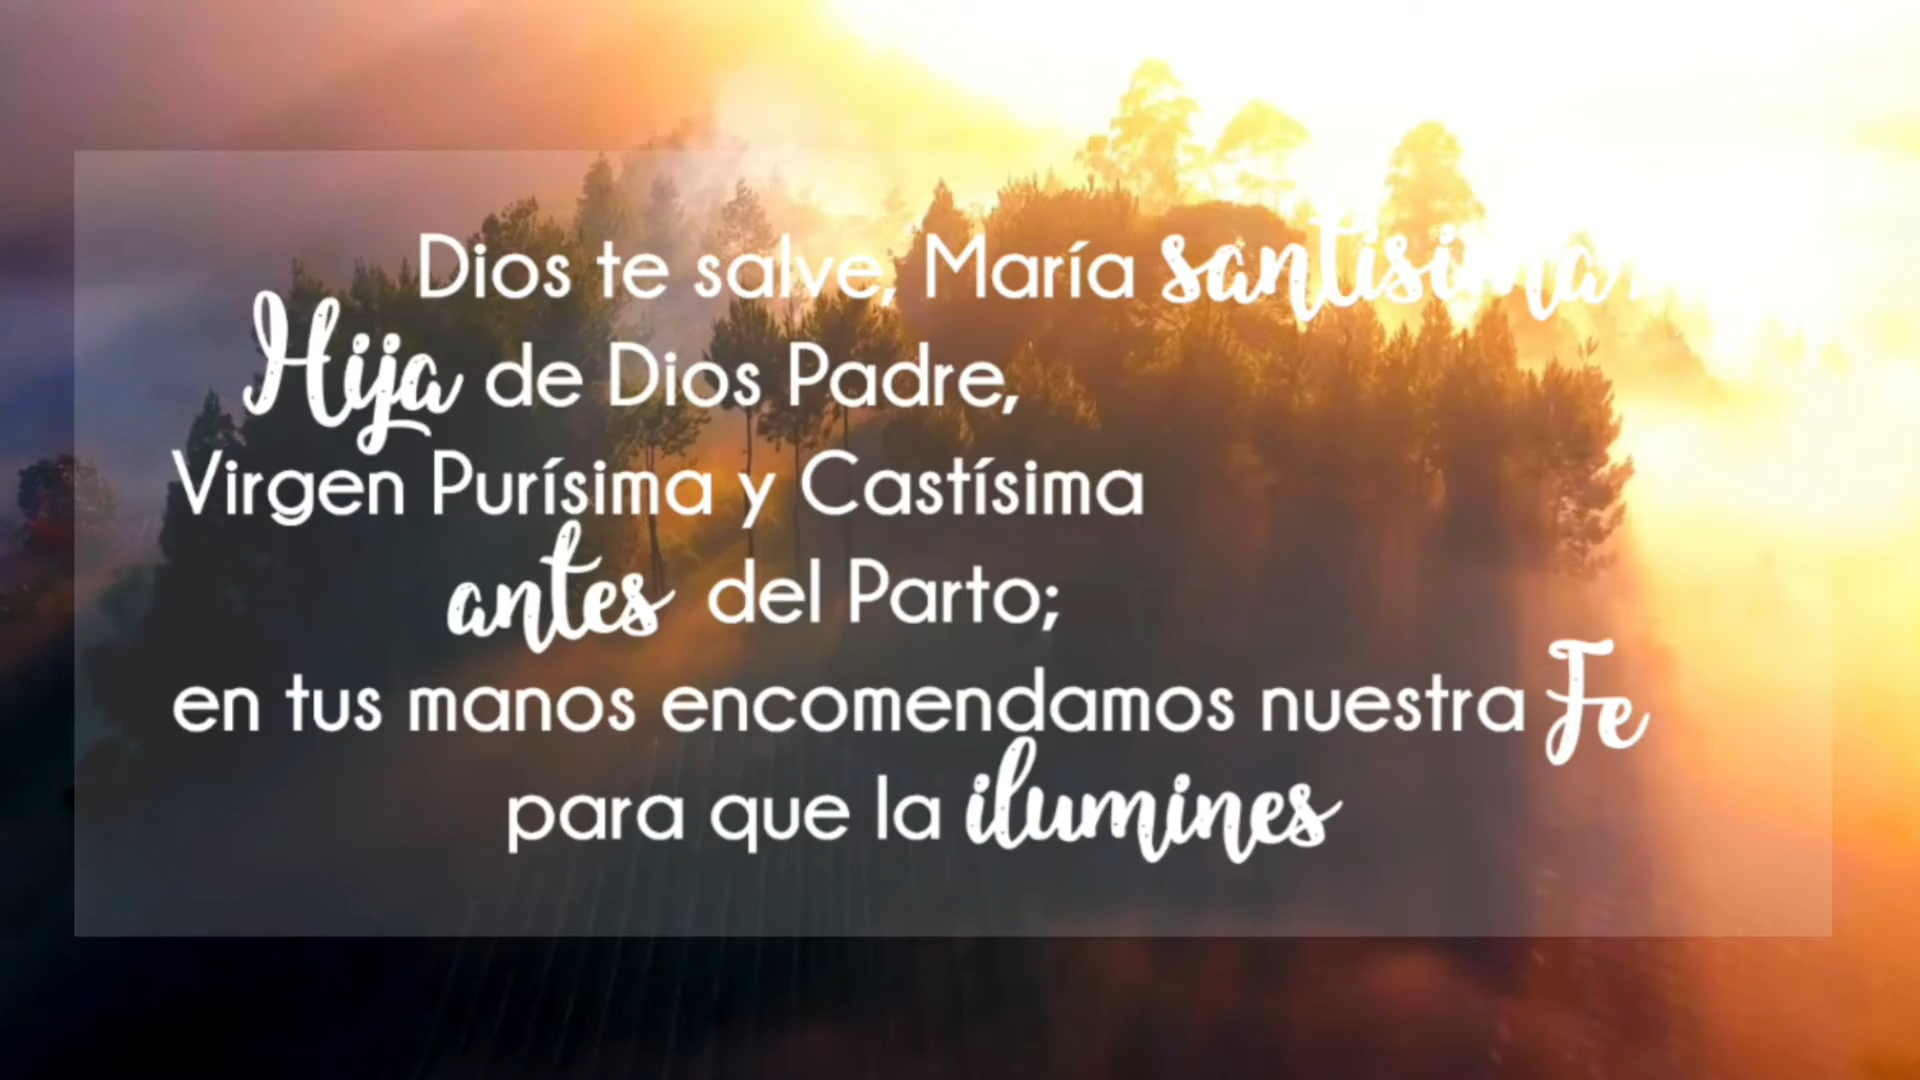 Dios te salve, María santisima
Hija de Dios Padre,
Virgen Purísima y Castísima
antes del Parto;
en tus manos encomendamos nuestra Fe
para que la ilumines